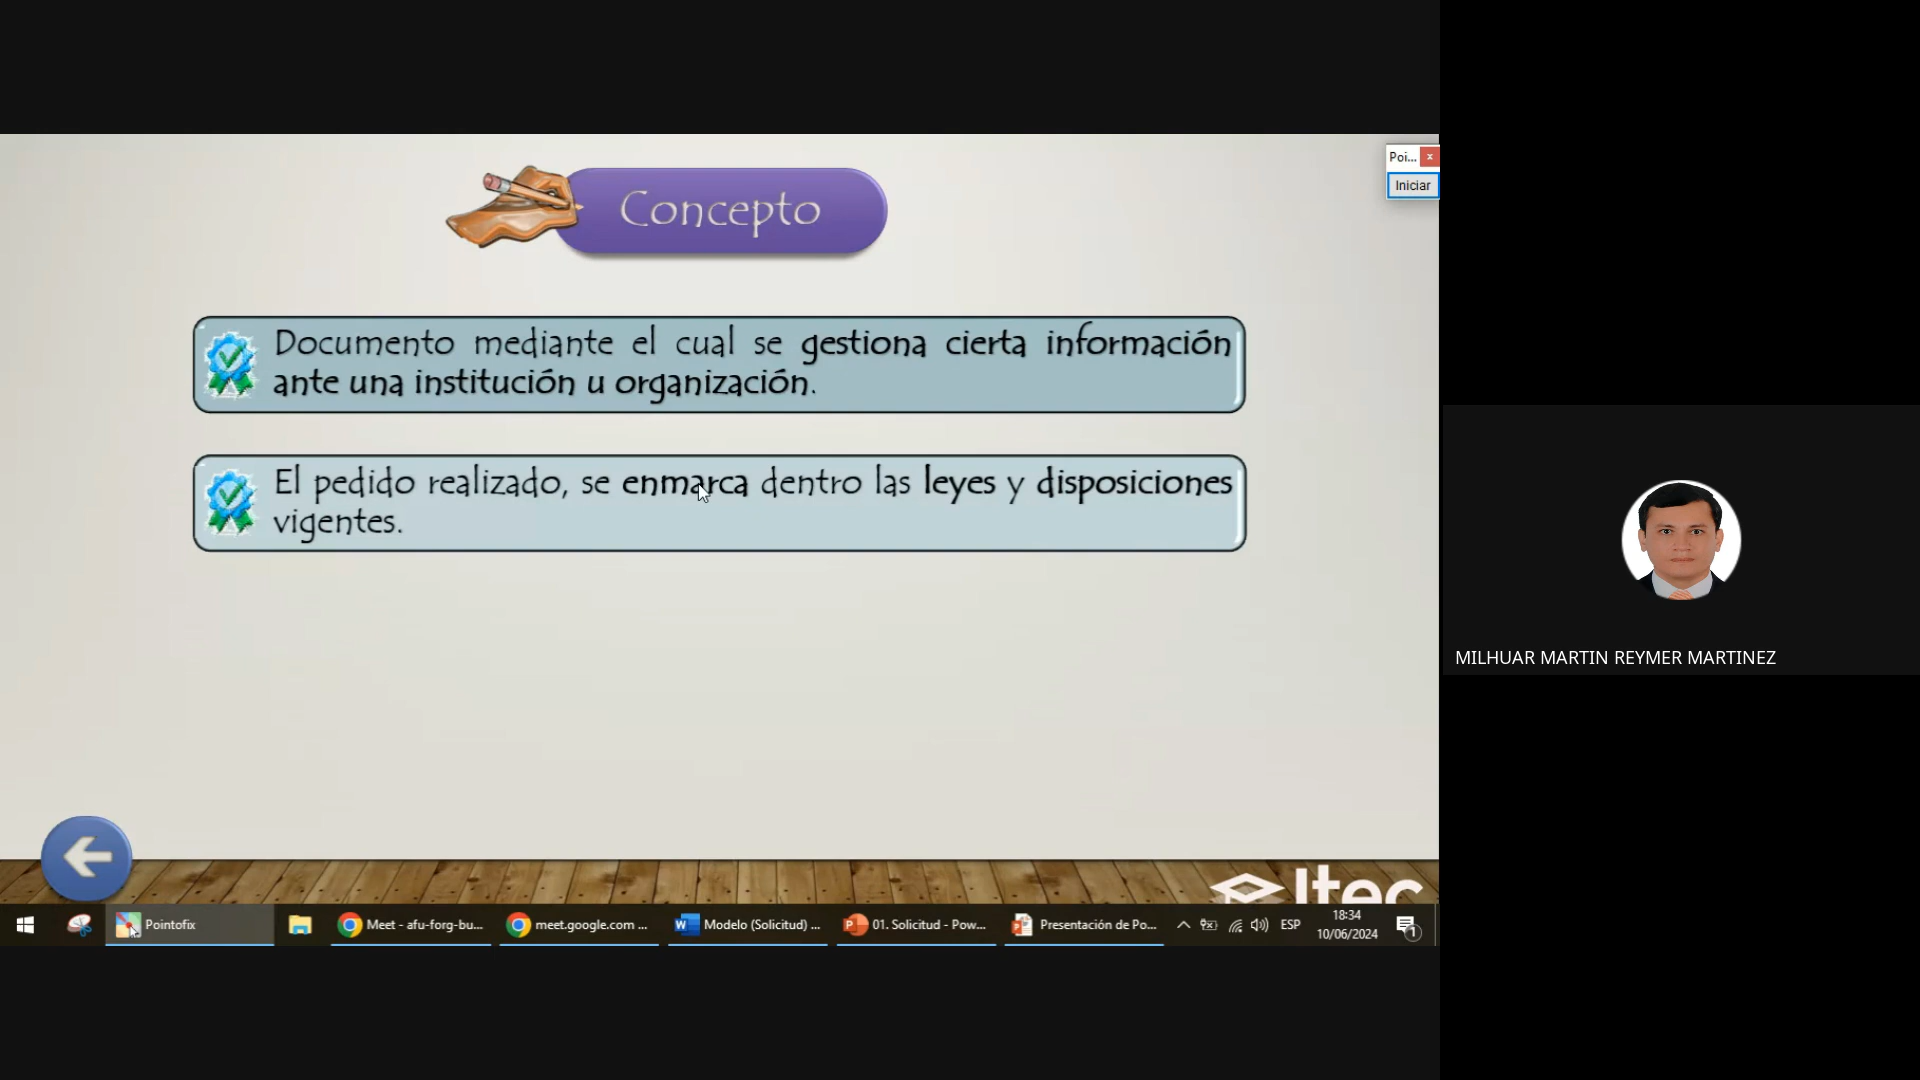 Poi...
x
Iniciar
Concepto
Documento mediante el cual se gestiona cierta información
ante una institución u organización.
El pedido realizado, se enmarca dentro las leyes y disposiciones
vigentes.
MILHUAR MARTIN REYMER MARTINEZ
Itec
Pointofix
Meet - afu-forg-bu...
meet.google.com ...
Modelo (Solicitud) ...
01. Solicitud - Pow...
Presentación de Po...
ESP
18:34
10/06/2024
1